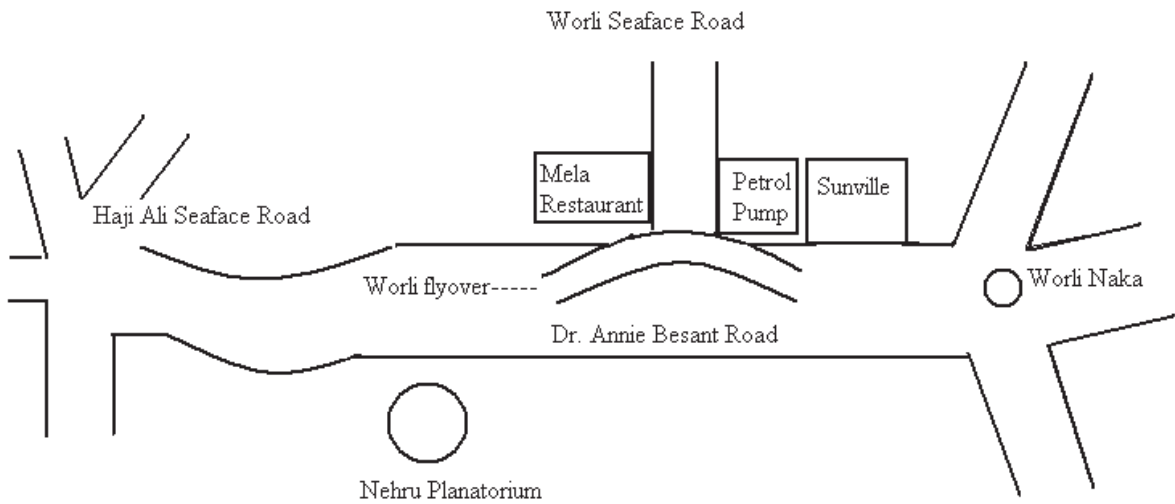 Worli Seaface Road
Mela
Restaurant
Petrol
Pump
Sunville
Haji Ali Seaface Road
Worli flyover-----
Worli Naka
Dr. Annie Besant Road
Nehru Planatorium